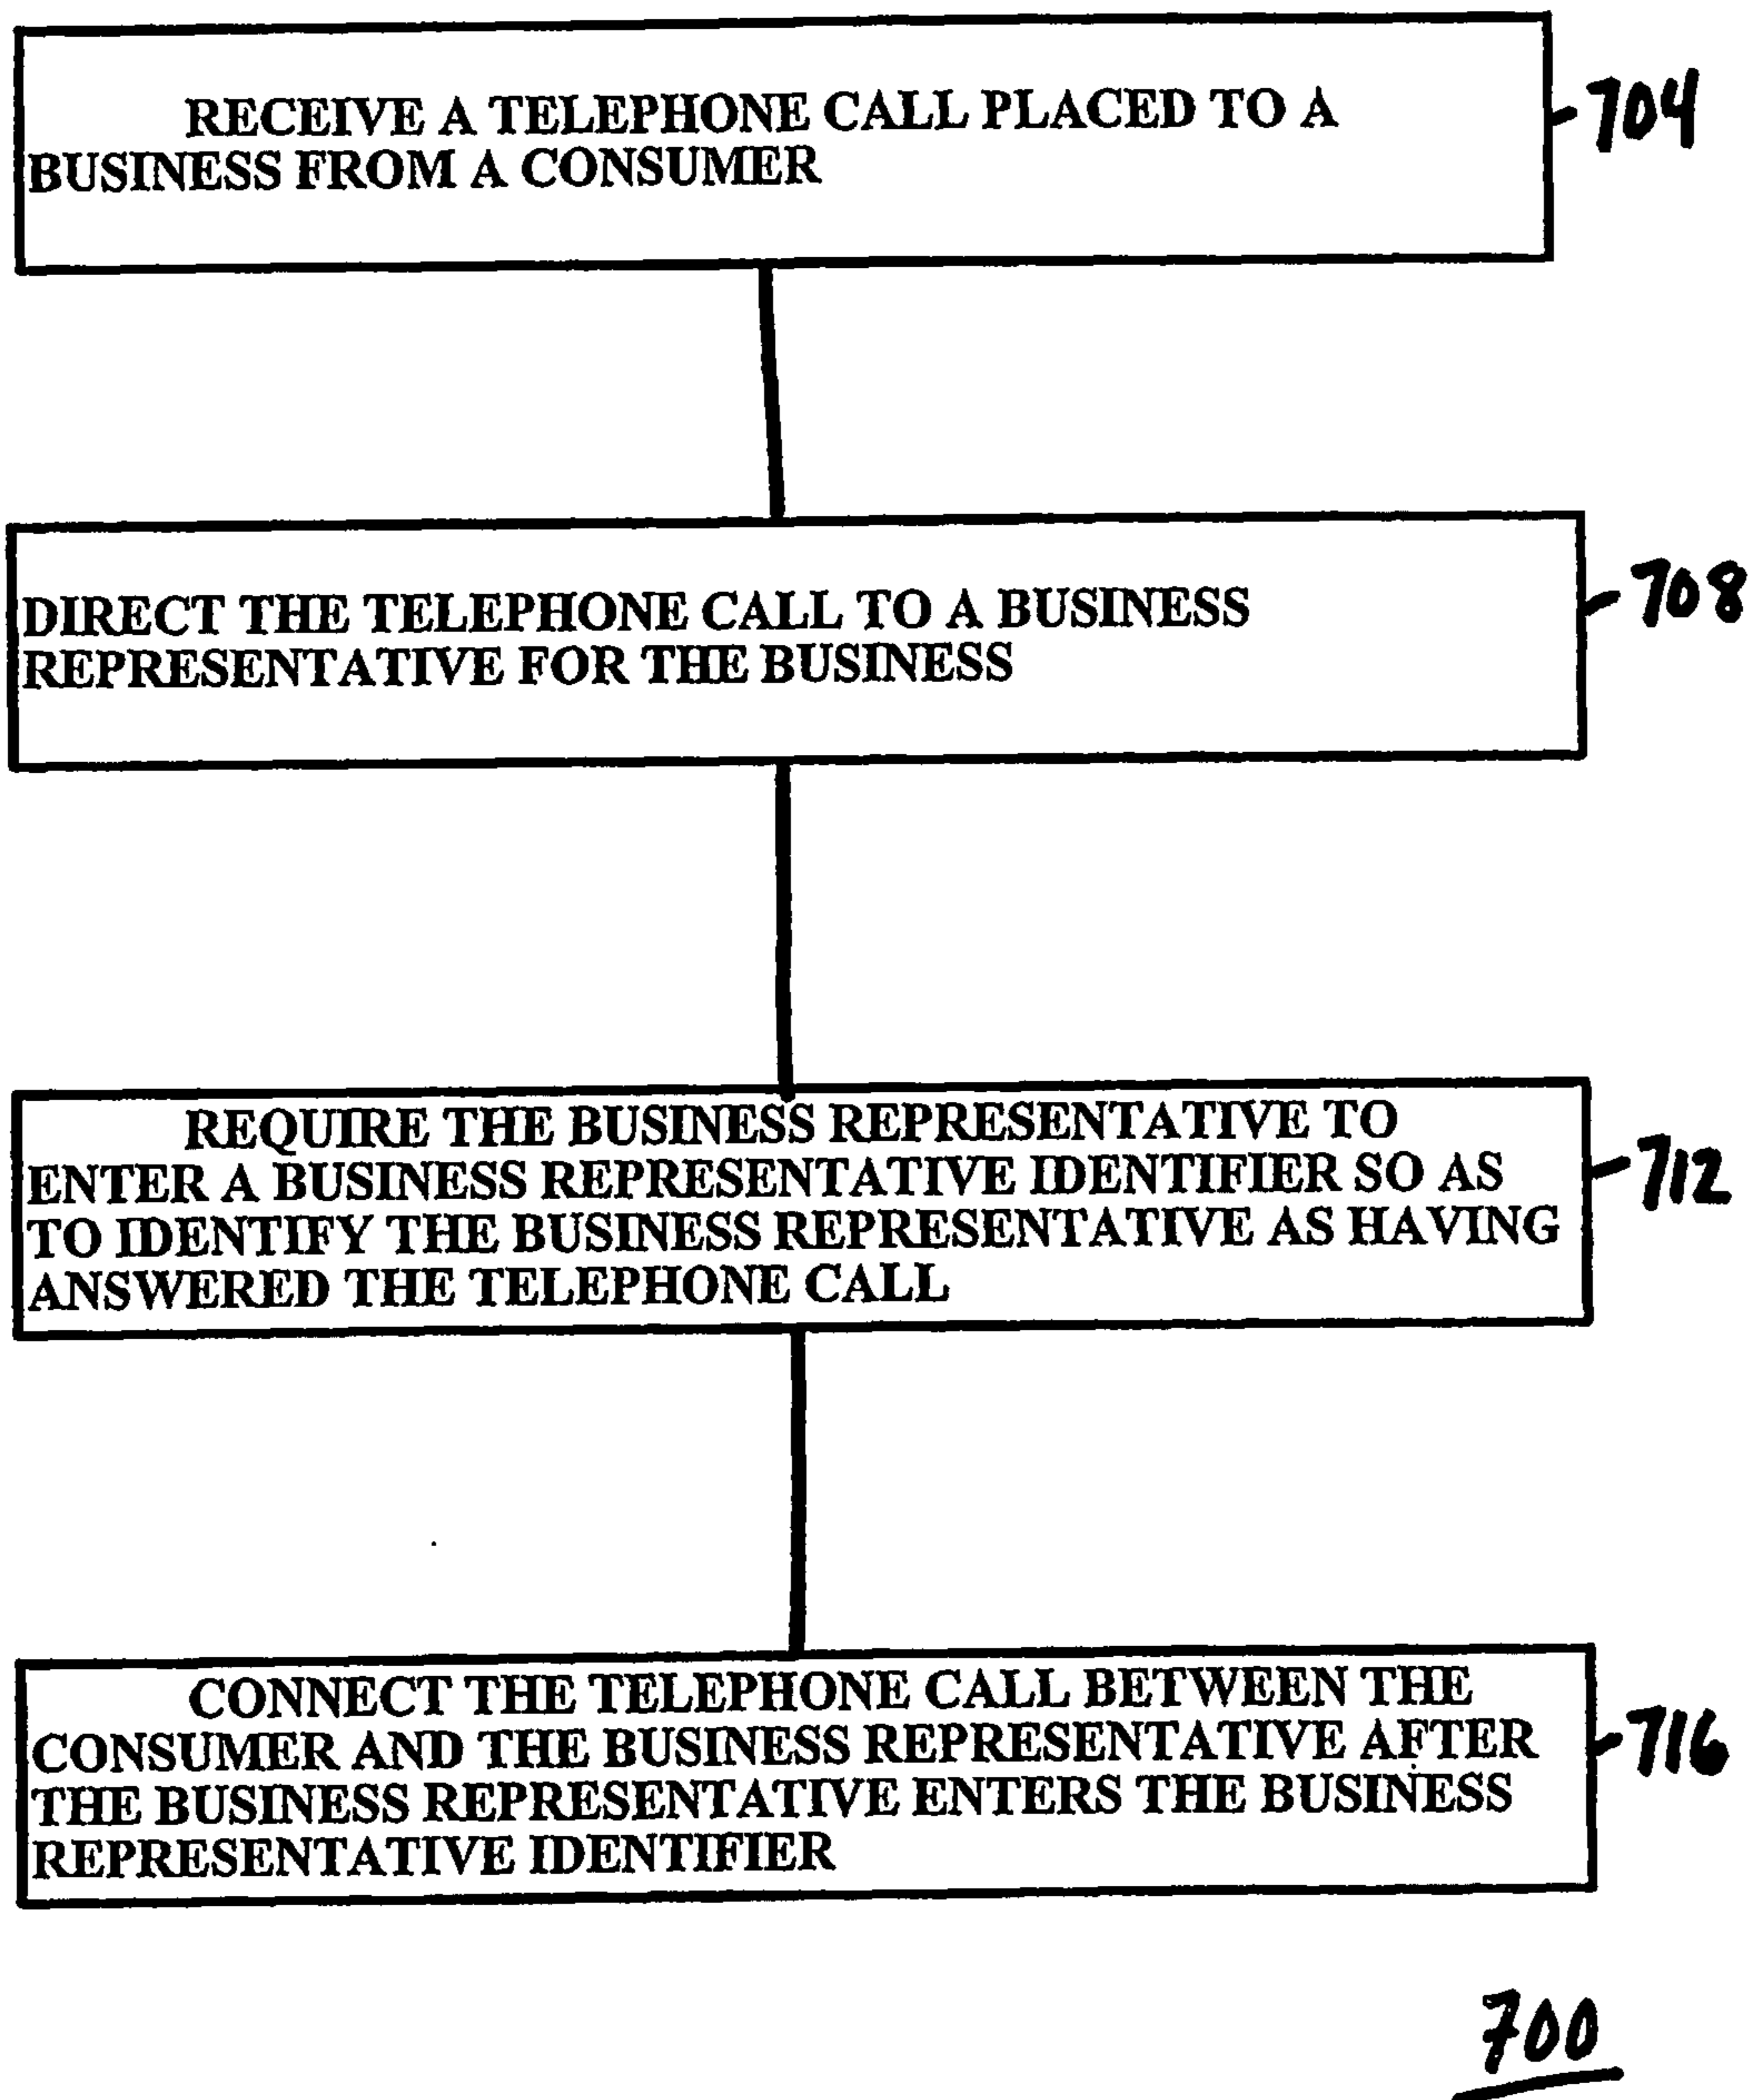 RECEIVE A TELEPHONE CALL PLACED TO A
BUSINESS FROM A CONSUMER
704
DIRECT THE TELEPHONE CALL TO A BUSINESS
REPRESENTATIVE FOR THE BUSINESS
708
REQUIRE THE BUSINESS REPRESENTATIVE TO
ENTER A BUSINESS REPRESENTATIVE IDENTIFIER SO AS
TO IDENTIFY THE BUSINESS REPRESENTATIVE AS HAVING
ANSWERED THE TELEPHONE CALL
712
CONNECT THE TELEPHONE CALL BETWEEN THE
CONSUMER AND THE BUSINESS REPRESENTATIVE AFTER
THE BUSINESS REPRESENTATIVE ENTERS THE BUSINESS
REPRESENTATIVE IDENTIFIER
716
700